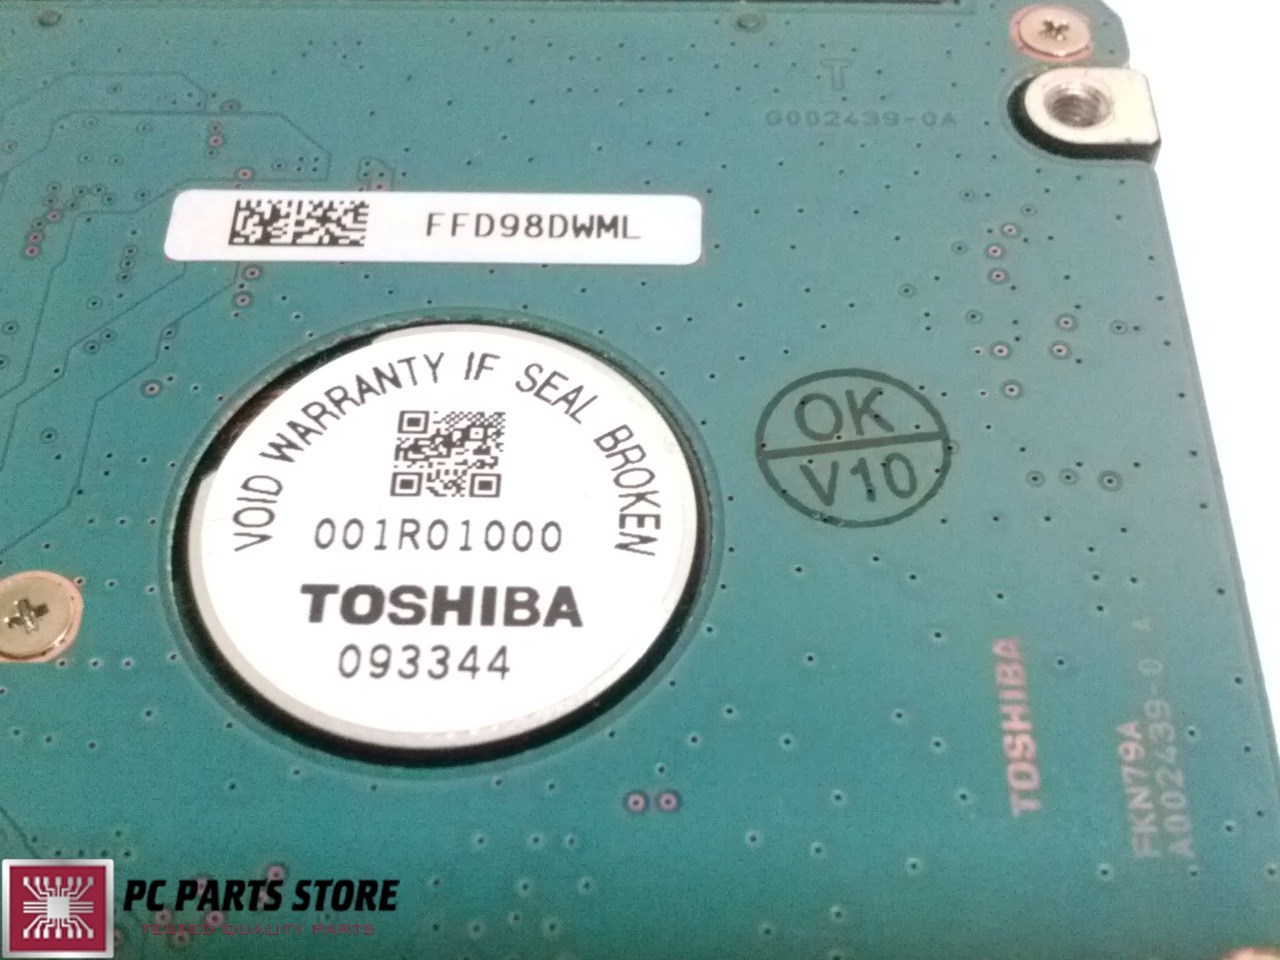 T
G002439-0A
FFD98DWML
VOID WARRANTY IF SEAL BROKEN
001R01000
TOSHIBA
093344
OK
V10
TOSHIBA
FKN79A
A002439-0 A
PC PARTS STORE
TESTED QUALITY PARTS